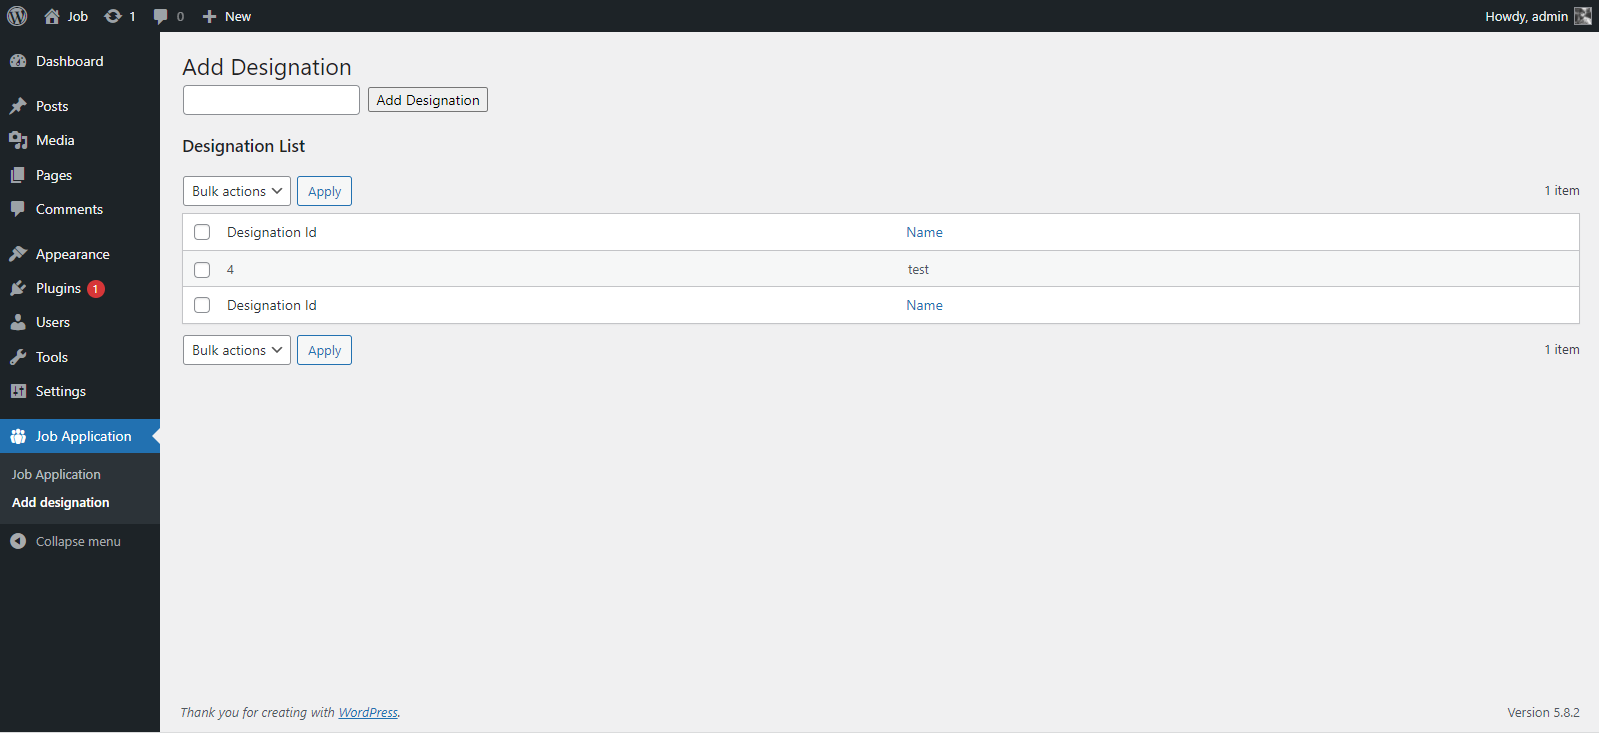 Job 1 0 New Howdy, admin
Dashboard
Posts
Media
Pages
Comments
Appearance
Plugins 1
Users
Tools
Settings
Job Application
Job Application
Add designation
Collapse menu
Add Designation
Add Designation
Designation List
Bulk actions Apply 1 item
Designation Id Name
4 test
Designation Id Name
Bulk actions Apply 1 item
Thank you for creating with WordPress. Version 5.8.2